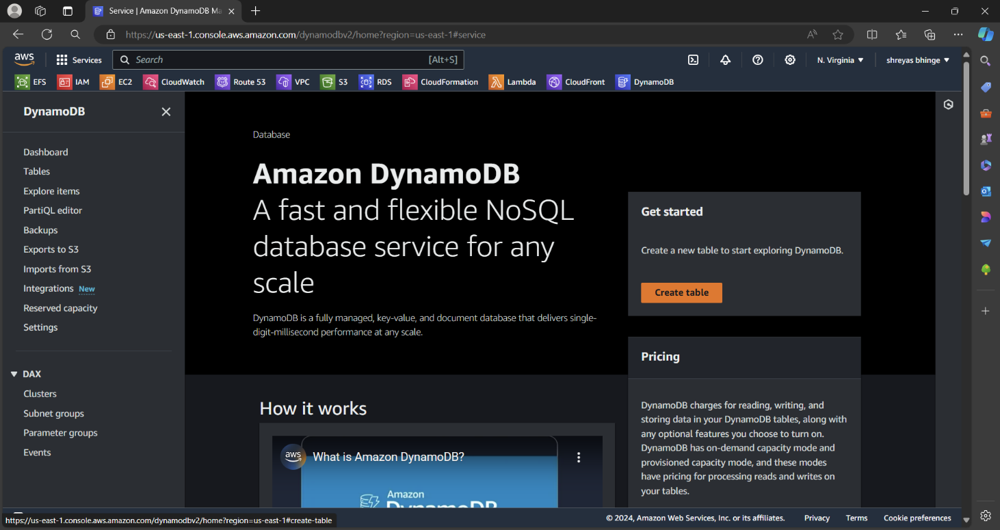 Service | Amazon DynamoDB Ma
https://us-east-1.console.aws.amazon.com/dynamodbv2/home?region=us-east-1#service
aws
Services
Search
[Alt+S]
N. Virginia
shreyas bhinge
EFS
IAM
EC2
CloudWatch
Route 53
VPC
S3
RDS
CloudFormation
Lambda
CloudFront
DynamoDB
DynamoDB
Dashboard
Tables
Explore items
PartiQL editor
Backups
Exports to S3
Imports from S3
Integrations New
Reserved capacity
Settings
DAX
Clusters
Subnet groups
Parameter groups
Events
Database
Amazon DynamoDB
A fast and flexible NoSQL
database service for any
scale
DynamoDB is a fully managed, key-value, and document database that delivers single-
digit-millisecond performance at any scale.
Get started
Create a new table to start exploring DynamoDB.
Create table
Pricing
DynamoDB charges for reading, writing, and
storing data in your DynamoDB tables, along with
any optional features you choose to turn on.
DynamoDB has on-demand capacity mode and
provisioned capacity mode, and these modes
have pricing for processing reads and writes on
your tables.
How it works
aws
What is Amazon DynamoDB?
Amazon
DynamoDB
https://us-east-1.console.aws.amazon.com/dynamodbv2/home?region=us-east-1#create-table
© 2024, Amazon Web Services, Inc. or its affiliates.
Privacy
Terms
Cookie preferences